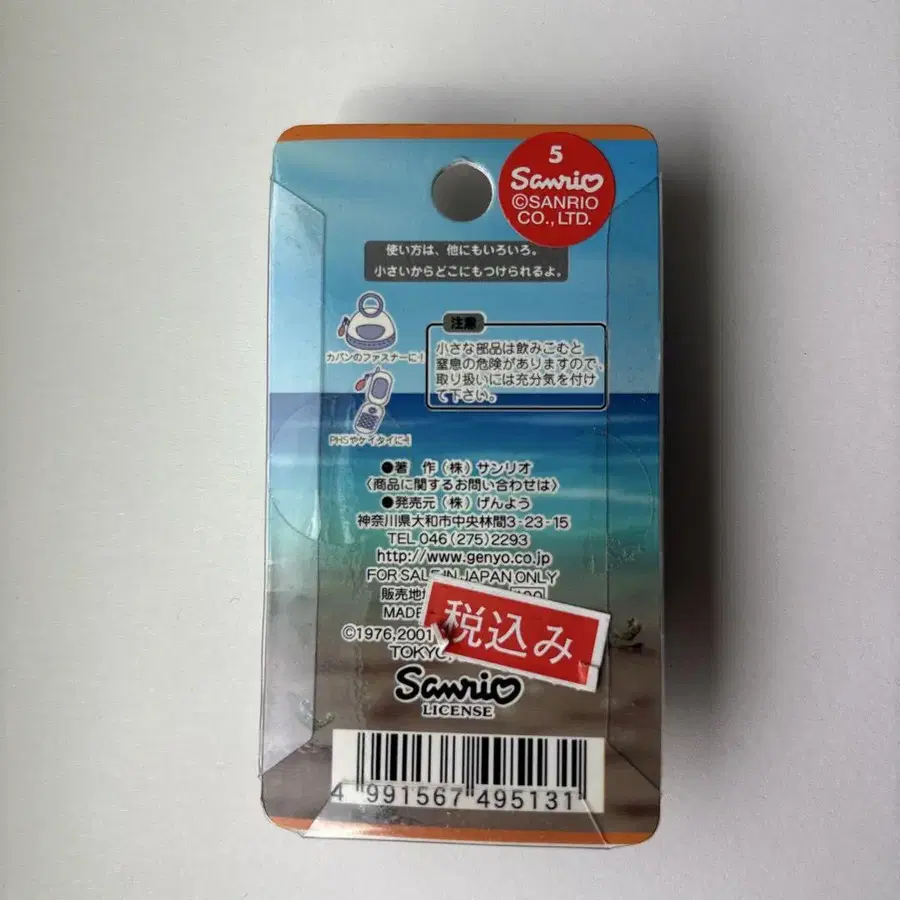 5
Sanrio
©SANRIO
CO., LTD.
使い方は、他にもいろいろ。
小さいからどこにもつけられるよ。
カバンのファスナーに!
PHSやケイタイに!
注意
小さな部品は飲みこむと
窒息の危険がありますので、
取り扱いには充分気を付け
て下さい。
●著 作(株)サンリオ
〈商品に関するお問い合わせは〉
●発売元(株)げんよう
神奈川県大和市中央林間3-23-15
TEL 046(275)2293
http://www.genyo.co.jp
FOR SALE IN JAPAN ONLY
販売地域
MADE
©1976,2001
TOKYO,
税込み
Sanrio
LICENSE
4 991567 495131